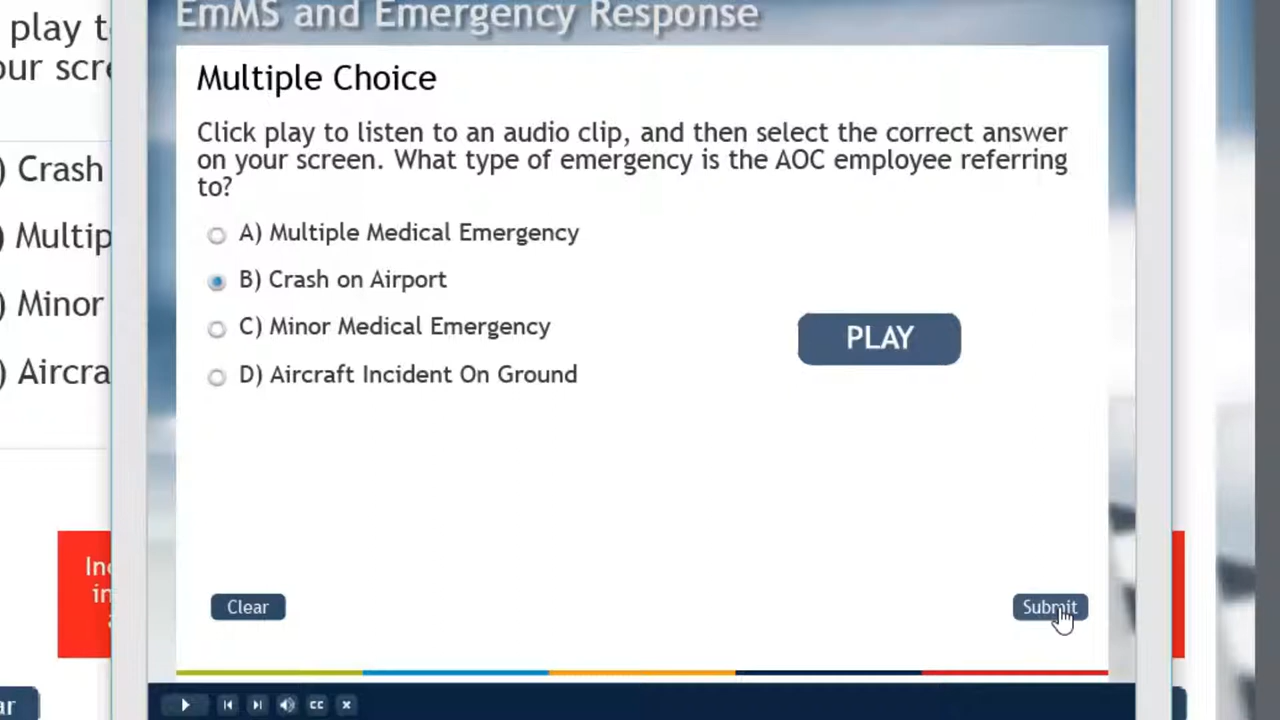 EmMS and Emergency Response
play t
our scre
Multiple Choice
Click play to listen to an audio clip, and then select the correct answer
on your screen. What type of emergency is the AOC employee referring
to?
) Crash
) Multip
) Minor
) Aircra
A) Multiple Medical Emergency
B) Crash on Airport
C) Minor Medical Emergency
D) Aircraft Incident On Ground
PLAY
In
in
Clear
Submit
ar
CC